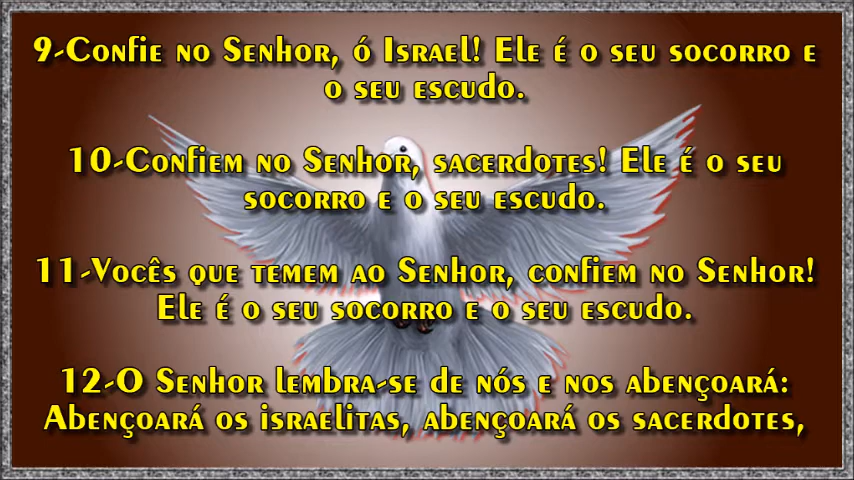 9-Confie no Senhor, ó Israel! Ele é o seu socorro e
o seu escudo.
10-Confiem no Senhor, sacerdotes! Ele é o seu
socorro e o seu escudo.
11-Vocês que temem ao Senhor, confiem no Senhor!
Ele é o seu socorro e o seu escudo.
12-O Senhor lembra-se de nós e nos abençoará:
Abençoará os israelitas, abençoará os sacerdotes,